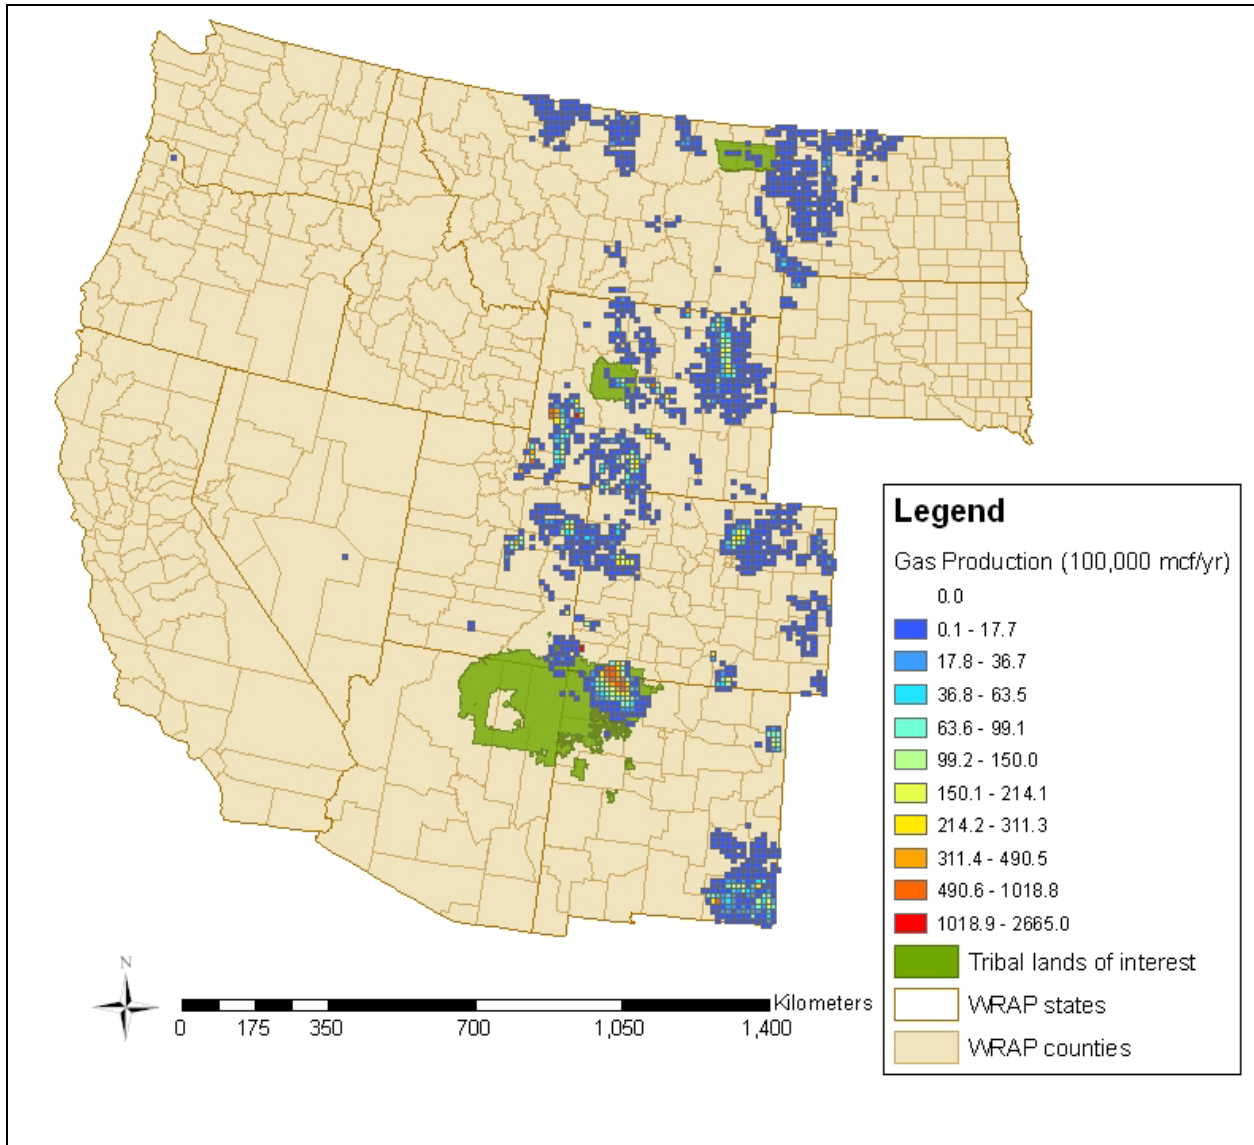 Legend
Gas Production (100,000 mcf/yr)
0.0
0.1 - 17.7
17.8 - 36.7
36.8 - 63.5
63.6 - 99.1
99.2 - 150.0
150.1 - 214.1
214.2 - 311.3
311.4 - 490.5
490.6 - 1018.8
1018.9 - 2665.0
Tribal lands of interest
WRAP states
WRAP counties
N
Kilometers
0 175 350 700 1,050 1,400